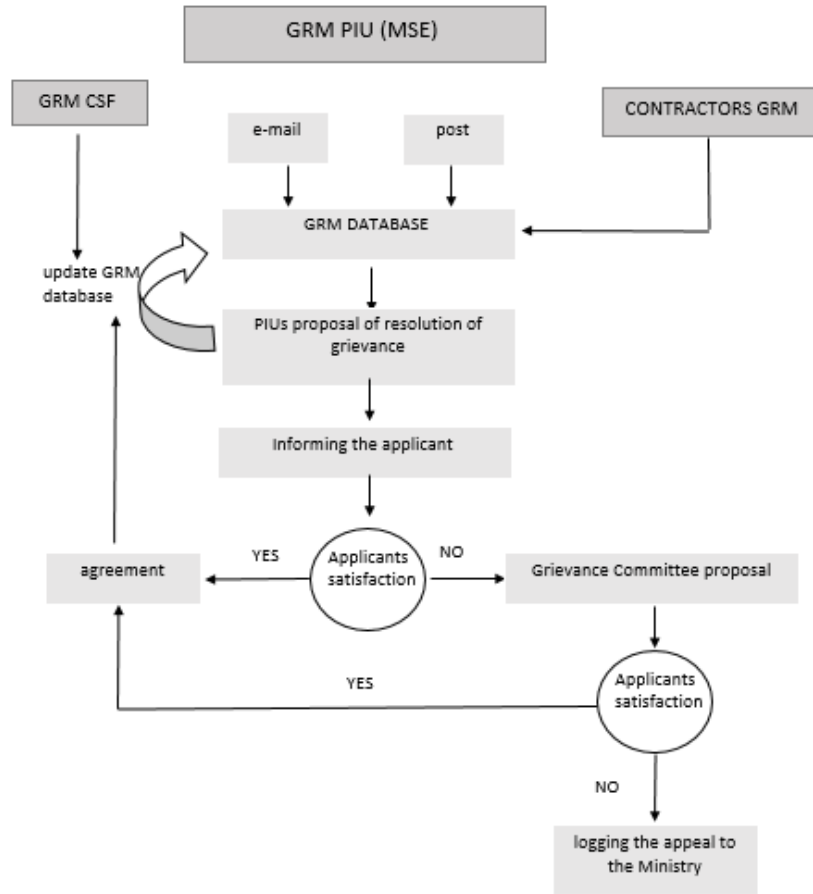 GRM PIU (MSE)
GRM CSF
CONTRACTORS GRM
e-mail
post
GRM DATABASE
update GRM
database
PIUs proposal of resolution of
grievance
Informing the applicant
YES
Applicants
satisfaction
NO
agreement
Grievance Committee proposal
YES
Applicants
satisfaction
NO
logging the appeal to
the Ministry